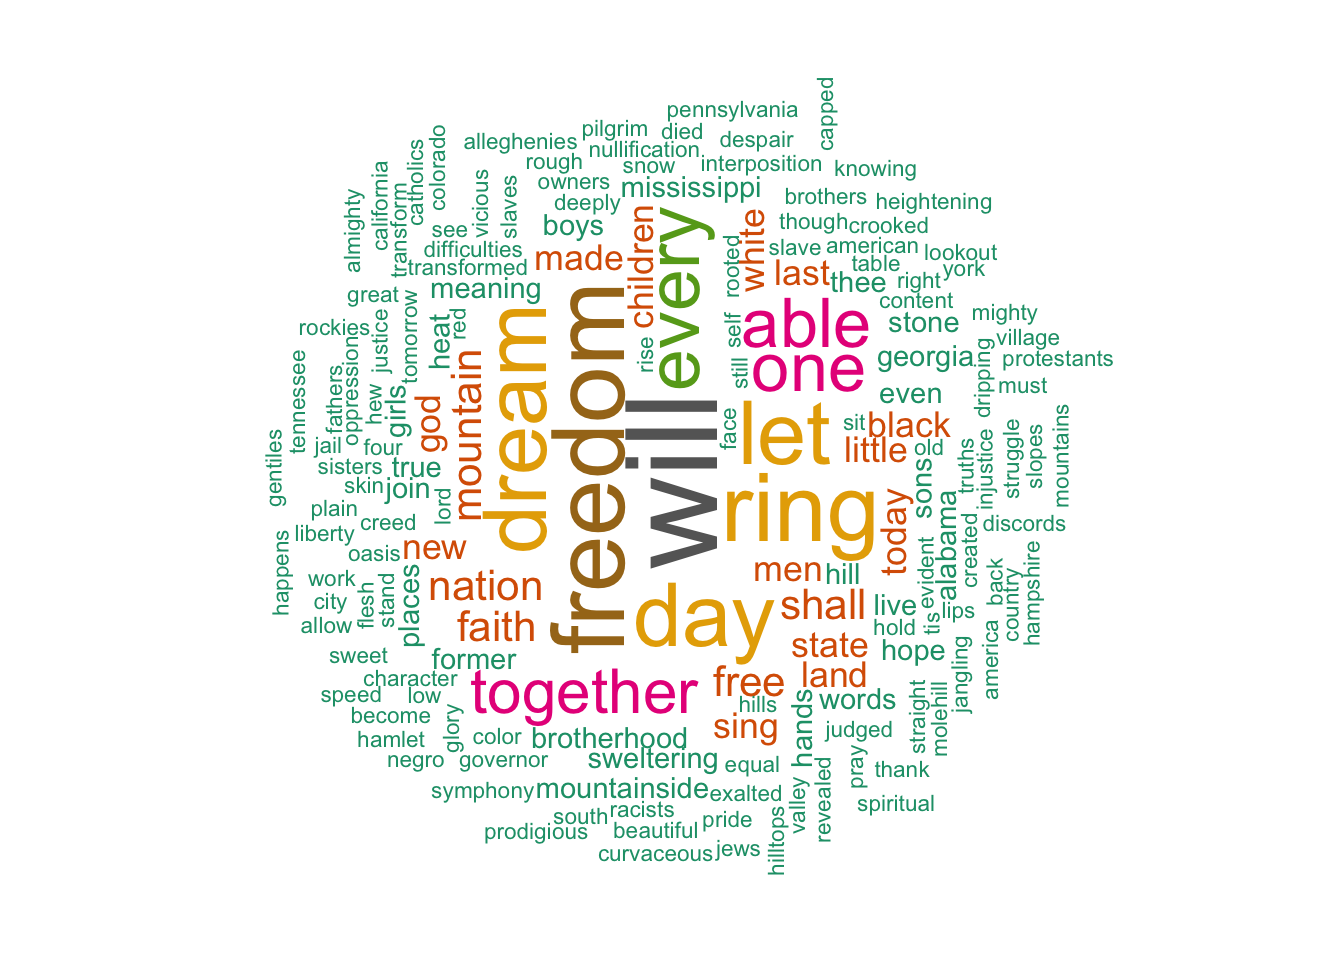 pennsylvania
capped
pilgrim
died
despair
alleghenies
nullification
colorado
catholics
rough
snow
interposition
knowing
california
transform
almighty
vicious
slaves
owners
deeply
mississippi
brothers
heightening
see
boys
children
every
white
though
crooked
difficulties
made
rooted
slave
american
lookout
transformed
last
table
york
great
meaning
thee
right
content
rockies
justice
tomorrow
heat
red
dream
freedom
rise
self
able
stone
mighty
village
tennessee
fathers
oppression
hew
girls
god
mountain
still
one
georgia
dripping
protestants
even
must
will
let
face
sit
black
gentiles
jail
four
little
old
sisters
true
skin
join
lord
ring
sons
truths
injustice
struggle
slopes
mountains
plain
liberty
creed
today
alabama
discords
happens
oasis
new
men
hill
evident
created
work
nation
city
flesh
stand
places
day
shall
live
tis
lips
back
country
hampshire
allow
faith
hold
sweet
former
state
hope
america
jangling
character
together
free
land
speed
low
hills
words
straight
molehill
become
glory
sing
hands
judged
hamlet
color
brotherhood
negro
governor
sweltering
equal
pray
thank
symphony
mountainside
exalted
valley
revealed
spiritual
south
racists
pride
prodigious
beautiful
hilltops
curvaceous
jews